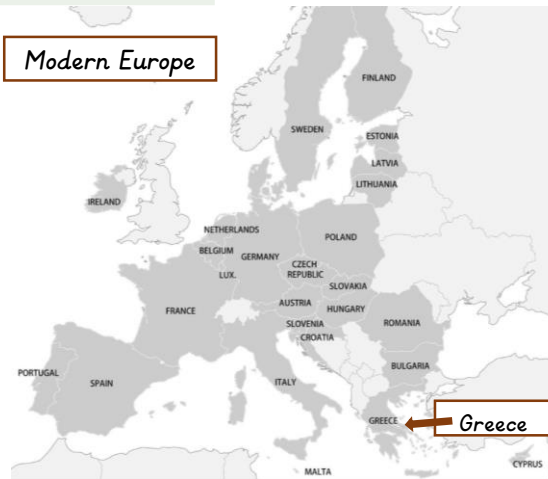 Modern Europe
FINLAND
SWEDEN
ESTONIA
LATVIA
LITHUANIA
IRELAND
NETHERLANDS
POLAND
BELGIUM
GERMANY
CZECH
REPUBLIC
LUX.
SLOVAKIA
AUSTRIA
HUNGARY
FRANCE
SLOVENIA
ROMANIA
CROATIA
BULGARIA
PORTUGAL
SPAIN
ITALY
GREECE
Greece
CYPRUS
MALTA